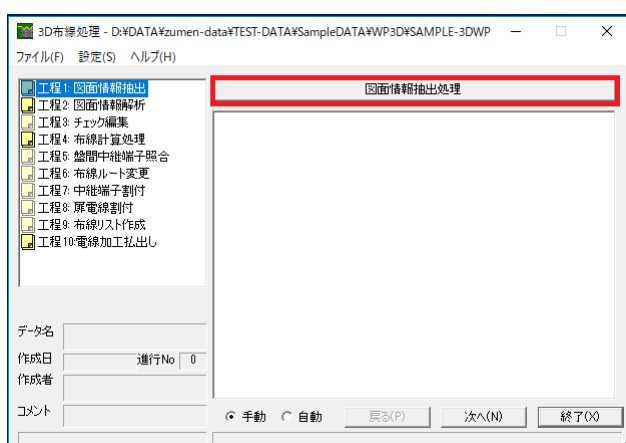 3D布線処理 - D:¥DATA¥zumen-data¥TEST-DATA¥SampleDATA¥WP3D¥SAMPLE-3DWP
ファイル(F) 設定(S) ヘルプ(H)
工程1: 図面情報抽出
工程2: 図面情報解析
工程3: チェック編集
工程4: 布線計算処理
工程5: 盤間中継端子照合
工程6: 布線ルート変更
工程7: 中継端子割付
工程8: 扉電線割付
工程9: 布線リスト作成
工程10:電線加工払出し
図面情報抽出処理
データ名
作成日 進行No 0
作成者
コメント
手動 自動 戻る(P) 次へ(N) 終了(X)